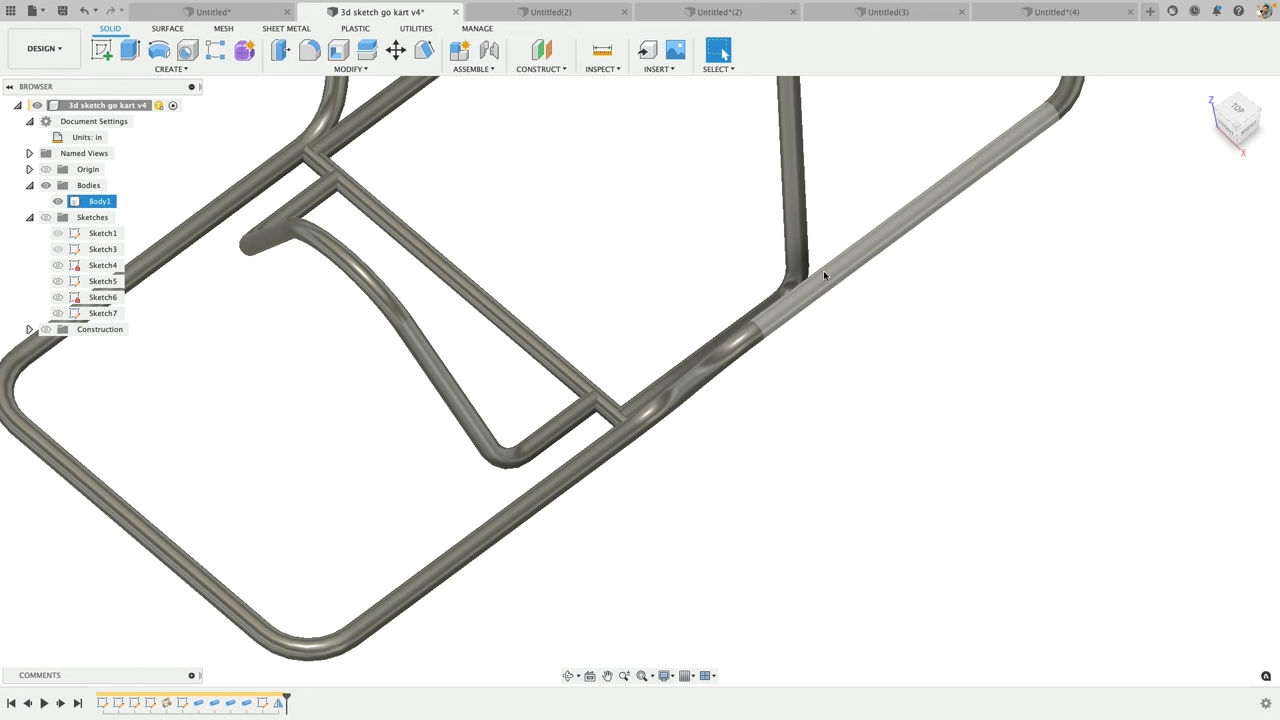 Untitled*
3d sketch go kart v4*
Untitled(2)
Untitled*(2)
Untitled(3)
Untitled*(4)
DESIGN
SOLID
SURFACE
MESH
SHEET METAL
PLASTIC
UTILITIES
MANAGE
CREATE
MODIFY
ASSEMBLE
CONSTRUCT
INSPECT
INSERT
SELECT
BROWSER
3d sketch go kart v4
Document Settings
Units: in
Named Views
Origin
Bodies
Body1
Sketches
Sketch1
Sketch3
Sketch4
Sketch5
Sketch6
Sketch7
Construction
Z
TOP
X
COMMENTS